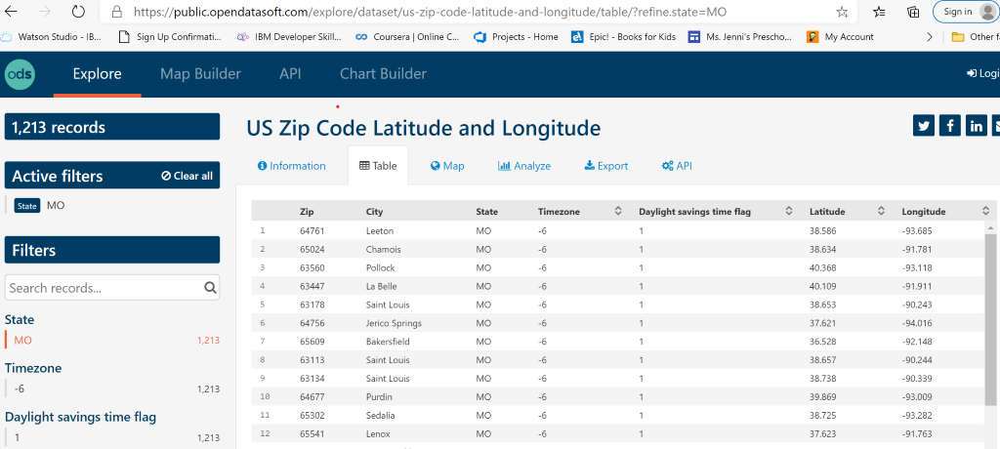 https://public.opendatasoft.com/explore/dataset/us-zip-code-latitude-and-longitude/table/?refine.state=MO
Sign in
Watson Studio - IB...
Sign Up Confirmati...
IBM Developer Skill...
Coursera | Online C...
Projects - Home
Epic! - Books for Kids
Ms. Jenni's Prescho...
My Account
Other f
ods
Explore
Map Builder
API
Chart Builder
Logi
1,213 records
US Zip Code Latitude and Longitude
Active filters
Clear all
State MO
Information
Table
Map
Analyze
Export
API
Filters
Search records...
State
MO 1,213
Timezone
-6 1,213
Daylight savings time flag
1 1,213
Zip City State Timezone Daylight savings time flag Latitude Longitude
1 64761 Leeton MO -6 1 38.586 -93.685
2 65024 Chamois MO -6 1 38.634 -91.781
3 63560 Pollock MO -6 1 40.368 -93.118
4 63447 La Belle MO -6 1 40.109 -91.911
5 63178 Saint Louis MO -6 1 38.653 -90.243
6 64756 Jerico Springs MO -6 1 37.621 -94.016
7 65609 Bakersfield MO -6 1 36.528 -92.148
8 63113 Saint Louis MO -6 1 38.657 -90.244
9 63134 Saint Louis MO -6 1 38.738 -90.339
10 64677 Purdin MO -6 1 39.869 -93.009
11 65302 Sedalia MO -6 1 38.725 -93.282
12 65541 Lenox MO -6 1 37.623 -91.763